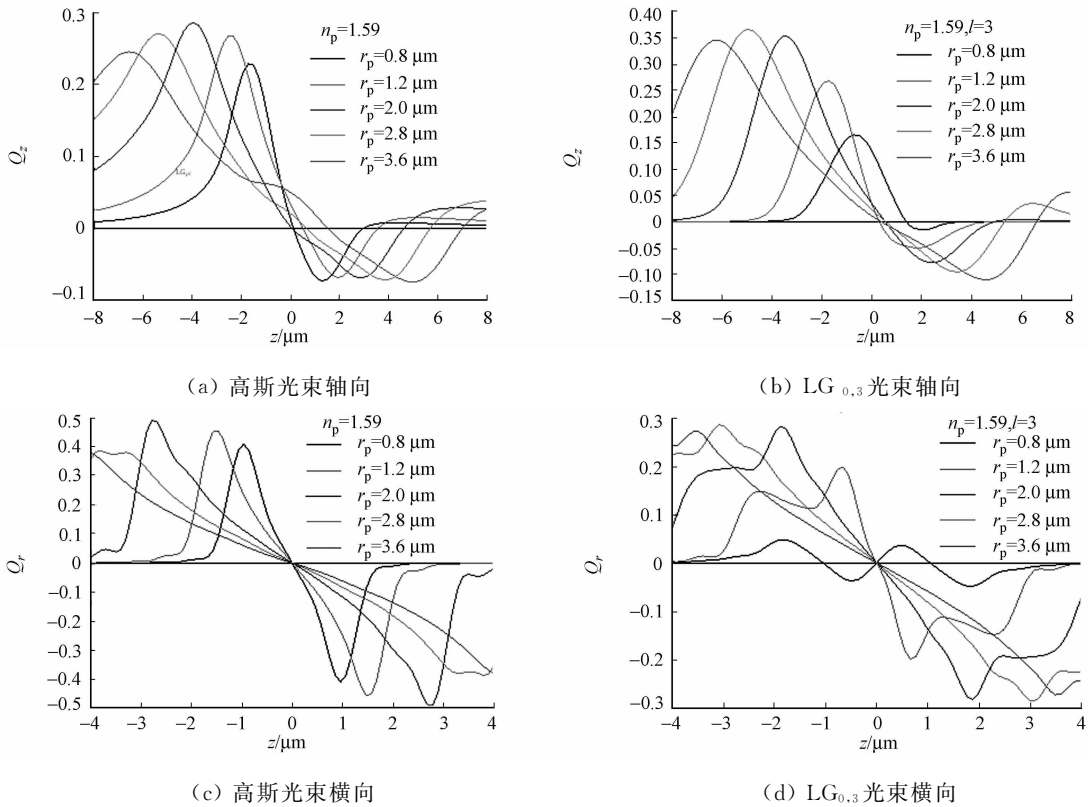 0.3
0.2
0.1
0
−0.1
Q_z
n_p=1.59
r_p=0.8 μm
r_p=1.2 μm
r_p=2.0 μm
r_p=2.8 μm
r_p=3.6 μm
−8 −6 −4 −2 0 2 4 6 8
z/μm
(a) 高斯光束轴向
0.40
0.35
0.30
0.25
0.20
0.15
0.10
0.05
0
−0.05
−0.10
−0.15
Q_z
n_p=1.59,l=3
r_p=0.8 μm
r_p=1.2 μm
r_p=2.0 μm
r_p=2.8 μm
r_p=3.6 μm
−8 −6 −4 −2 0 2 4 6 8
z/μm
(b) LG 0,3 光束轴向
0.5
0.4
0.3
0.2
0.1
0
−0.1
−0.2
−0.3
−0.4
−0.5
Q_r
n_p=1.59
r_p=0.8 μm
r_p=1.2 μm
r_p=2.0 μm
r_p=2.8 μm
r_p=3.6 μm
−4 −3 −2 −1 0 1 2 3 4
z/μm
(c) 高斯光束横向
0.3
0.2
0.1
0
−0.1
−0.2
−0.3
Q_r
n_p=1.59,l=3
r_p=0.8 μm
r_p=1.2 μm
r_p=2.0 μm
r_p=2.8 μm
r_p=3.6 μm
−4 −3 −2 −1 0 1 2 3 4
z/μm
(d) LG0,3 光束横向